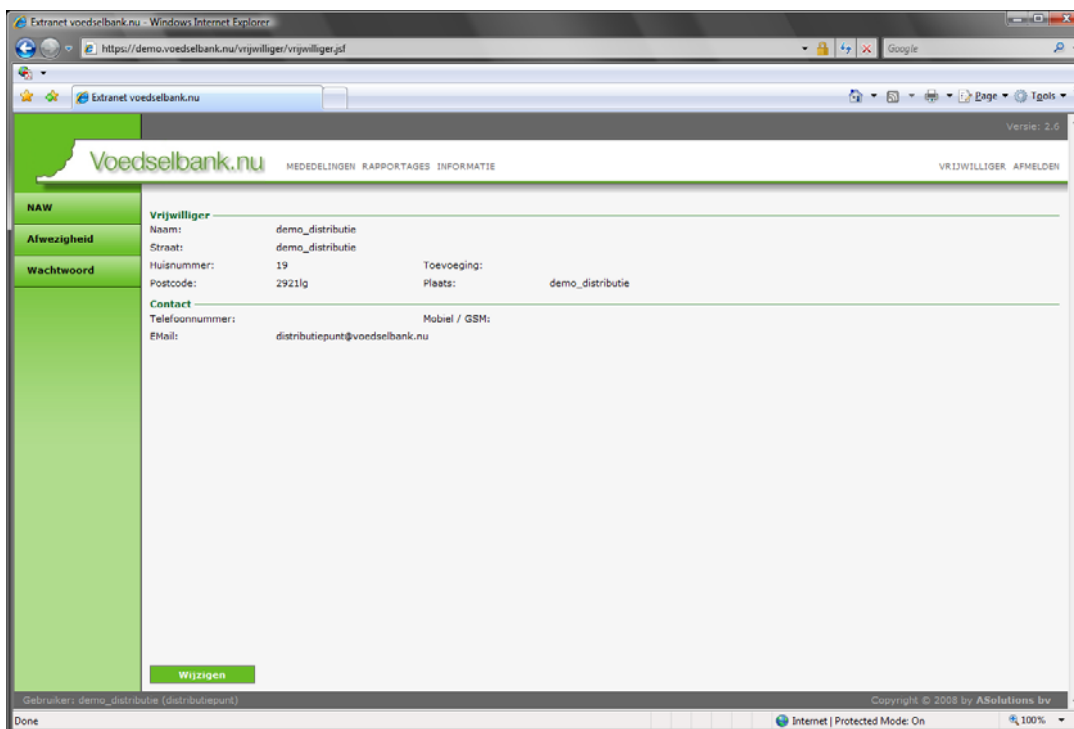 Extranet voedselbank.nu - Windows Internet Explorer
https://demo.voedselbank.nu/vrijwilliger/vrijwilliger.jsf
Google
Extranet voedselbank.nu
Page
Tools
Versie: 2.6
Voedselbank.nu MEDEDELINGEN RAPPORTAGES INFORMATIE VRIJWILLIGER AFMELDEN
NAW
Afwezigheid
Wachtwoord
Vrijwilliger
Naam: demo_distributie
Straat: demo_distributie
Huisnummer: 19 Toevoeging:
Postcode: 2921lg Plaats: demo_distributie
Contact
Telefoonnummer: Mobiel / GSM:
EMail: distributiepunt@voedselbank.nu
Wijzigen
Gebruiker: demo_distributie (distributiepunt) Copyright © 2008 by ASolutions bv
Done Internet | Protected Mode: On 100%